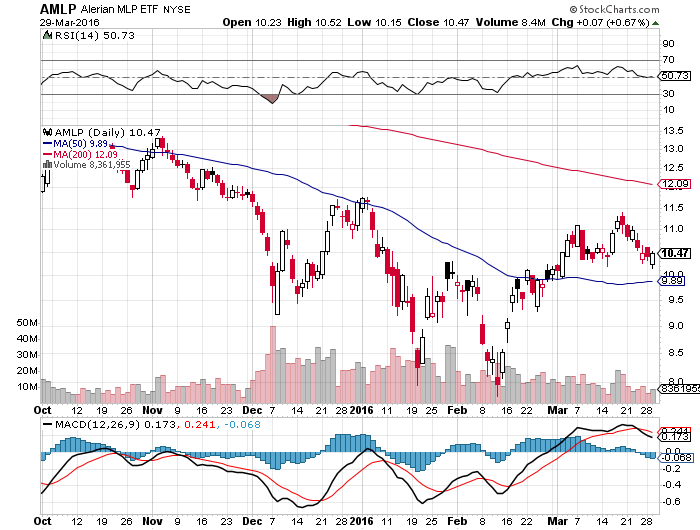 AMLP Alerian MLP ETF NYSE © StockCharts.com
29-Mar-2016 Open 10.23 High 10.52 Low 10.15 Close 10.47 Volume 8.4M Chg +0.07 (+0.67%)
RSI(14) 50.73
90
70
50.73
30
10
AMLP (Daily) 10.47
MA(50) 9.89
MA(200) 12.09
Volume 8,361,955
13.5
13.0
12.5
12.09
11.5
11.0
10.47
10.0
9.89
9.5
9.0
8.5
8.0
8361955
50M
40M
30M
20M
10M
Oct 12 19 26 Nov 9 16 23 Dec 7 14 21 28 2016 11 19 25 Feb 8 16 22 Mar 7 14 21 28
MACD(12,26,9) 0.173, 0.241, -0.068
0.241
0.173
0.0
-0.068
-0.2
-0.4
-0.6
Oct 12 19 26 Nov 9 16 23 Dec 7 14 21 28 2016 11 19 25 Feb 8 16 22 Mar 7 14 21 28